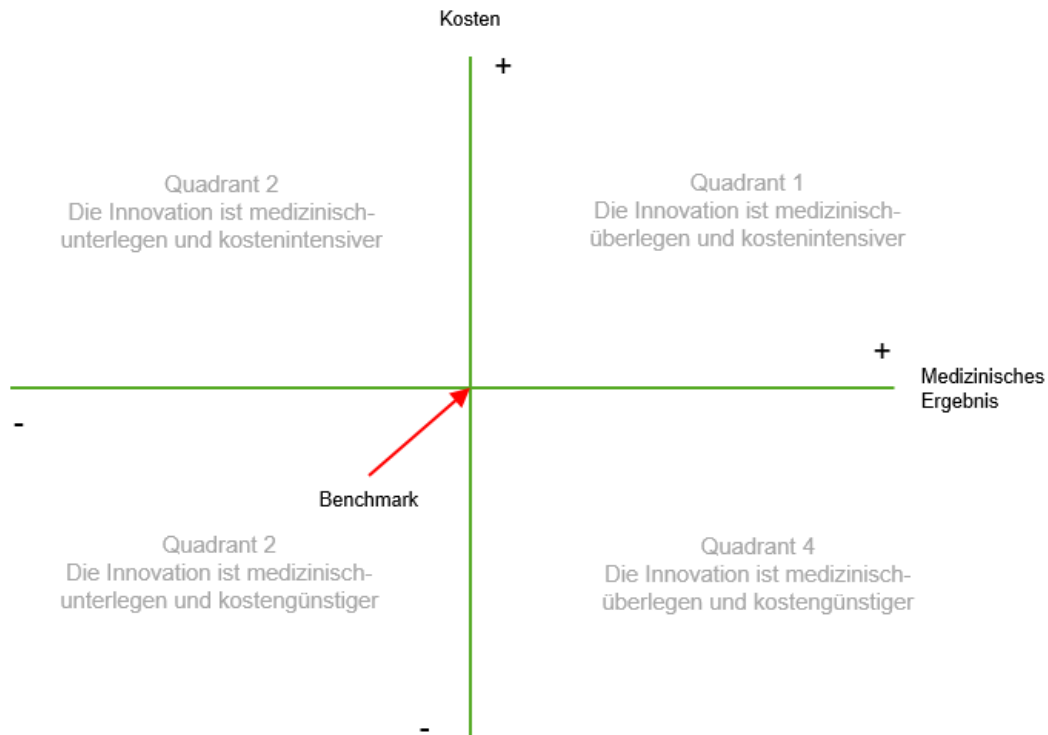 Kosten
+
Quadrant 2
Die Innovation ist medizinisch-
unterlegen und kostenintensiver
Quadrant 1
Die Innovation ist medizinisch-
überlegen und kostenintensiver
+
Medizinisches
Ergebnis
-
Benchmark
Quadrant 2
Die Innovation ist medizinisch-
unterlegen und kostengünstiger
Quadrant 4
Die Innovation ist medizinisch-
überlegen und kostengünstiger
-